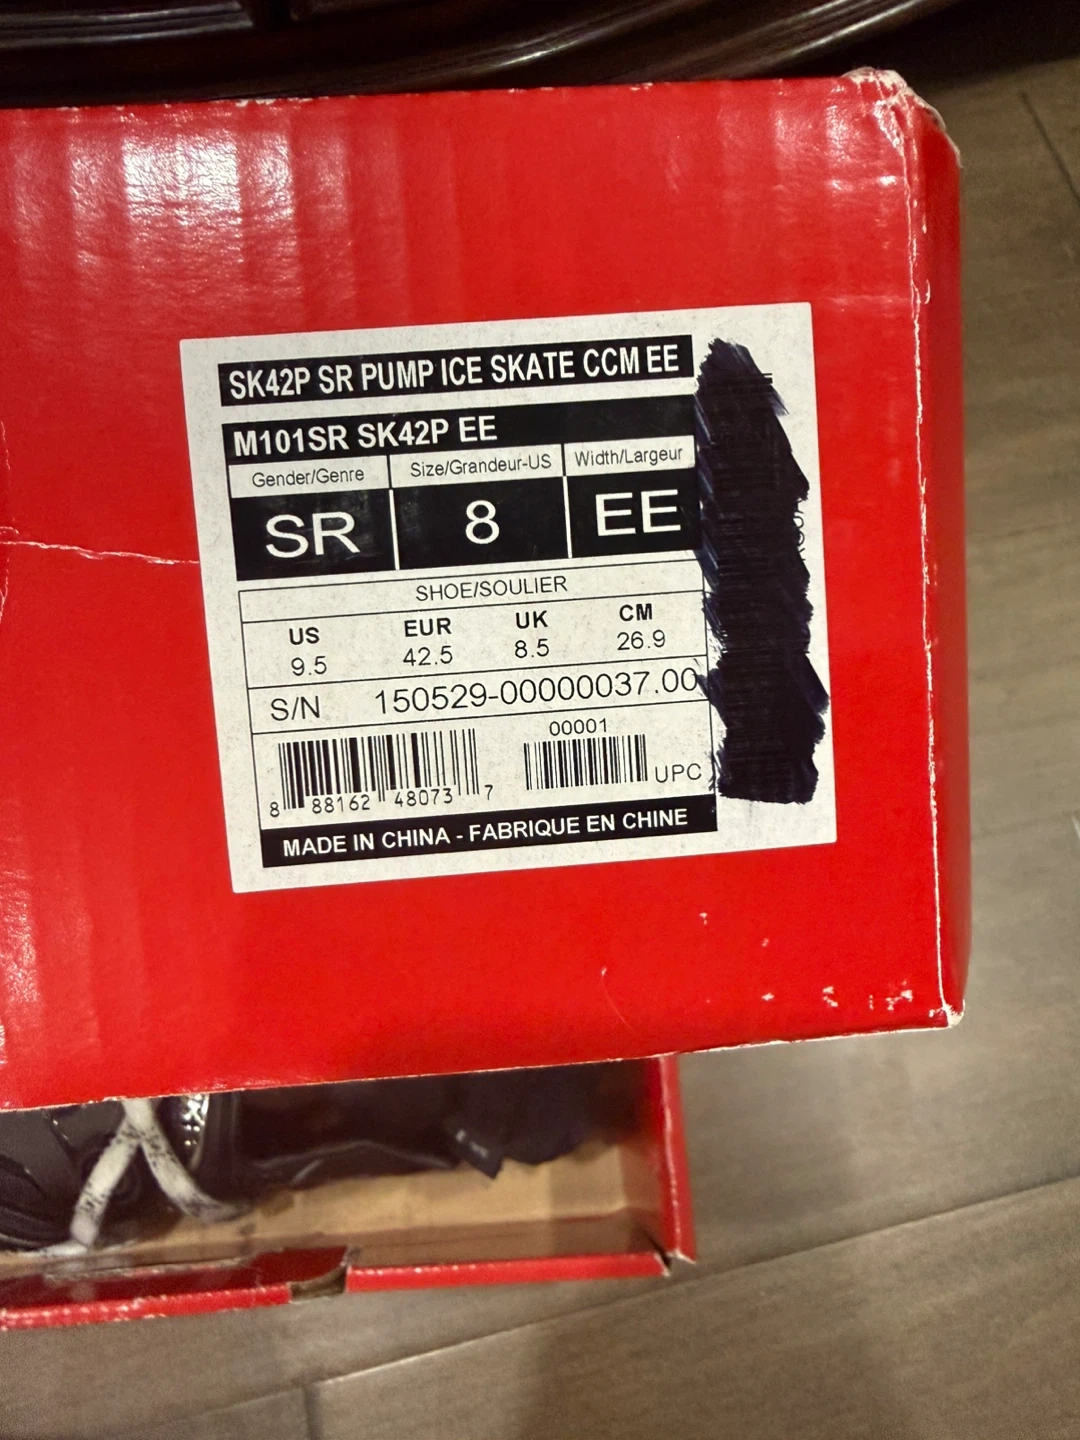 SK42P SR PUMP ICE SKATE CCM EE
M101SR SK42P EE
Gender/Genre Size/Grandeur-US Width/Largeur
SR 8 EE
SHOE/SOULIER
US EUR UK CM
9.5 42.5 8.5 26.9
S/N 150529-00000037.00
00001
8 88162 48073 7 UPC
MADE IN CHINA - FABRIQUE EN CHINE